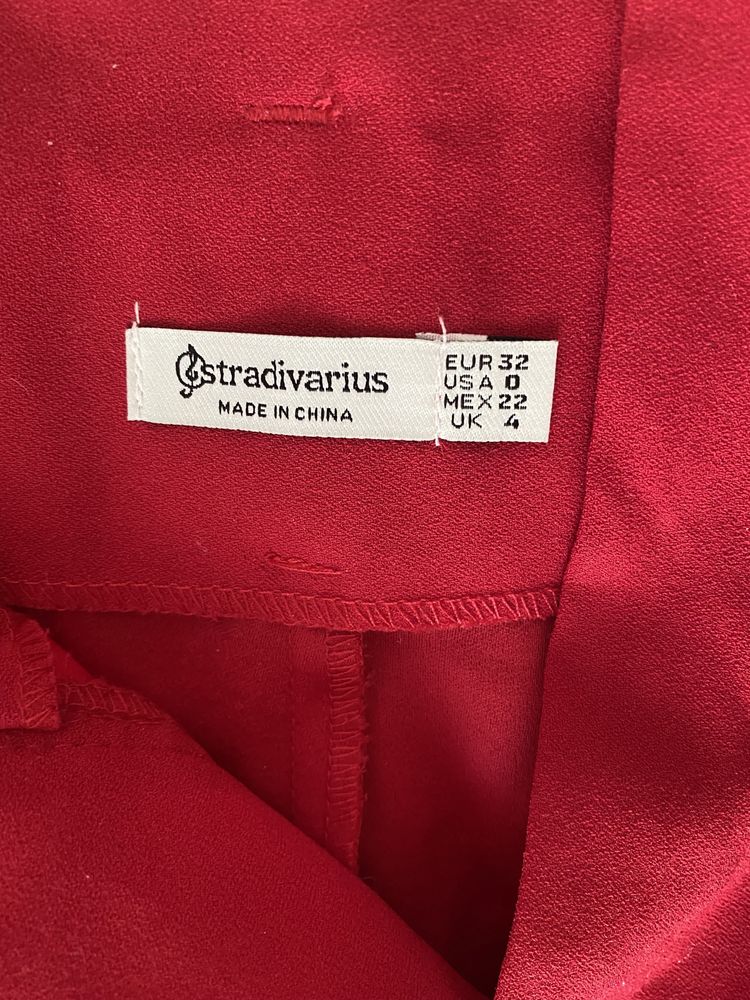 stradivarius
MADE IN CHINA
EUR 32
USA 0
MEX 22
UK 4